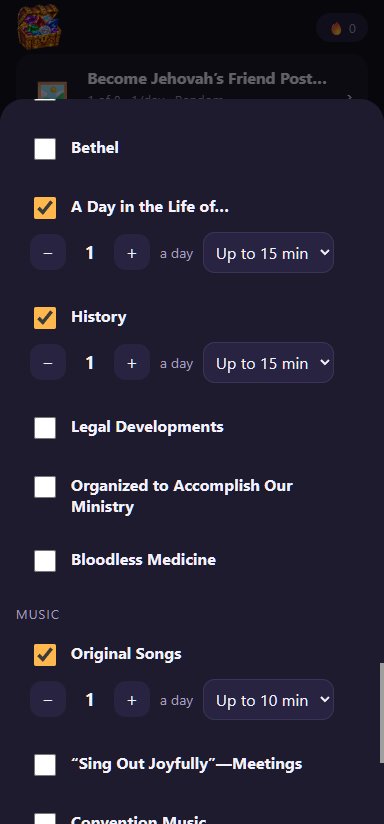 0
Become Jehovah’s Friend Post…
1 of 8 · 1/day · Random
Bethel
A Day in the Life of…
− 1 + a day Up to 15 min
History
− 1 + a day Up to 15 min
Legal Developments
Organized to Accomplish Our
Ministry
Bloodless Medicine
MUSIC
Original Songs
− 1 + a day Up to 10 min
“Sing Out Joyfully”—Meetings
Convention Music